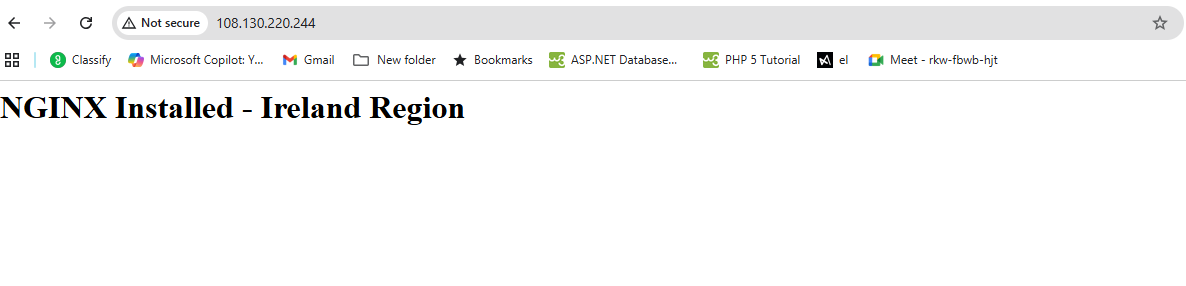 Not secure 108.130.220.244
Classify Microsoft Copilot: Y... Gmail New folder Bookmarks ASP.NET Database... PHP 5 Tutorial el Meet - rkw-fbwb-hjt
NGINX Installed - Ireland Region